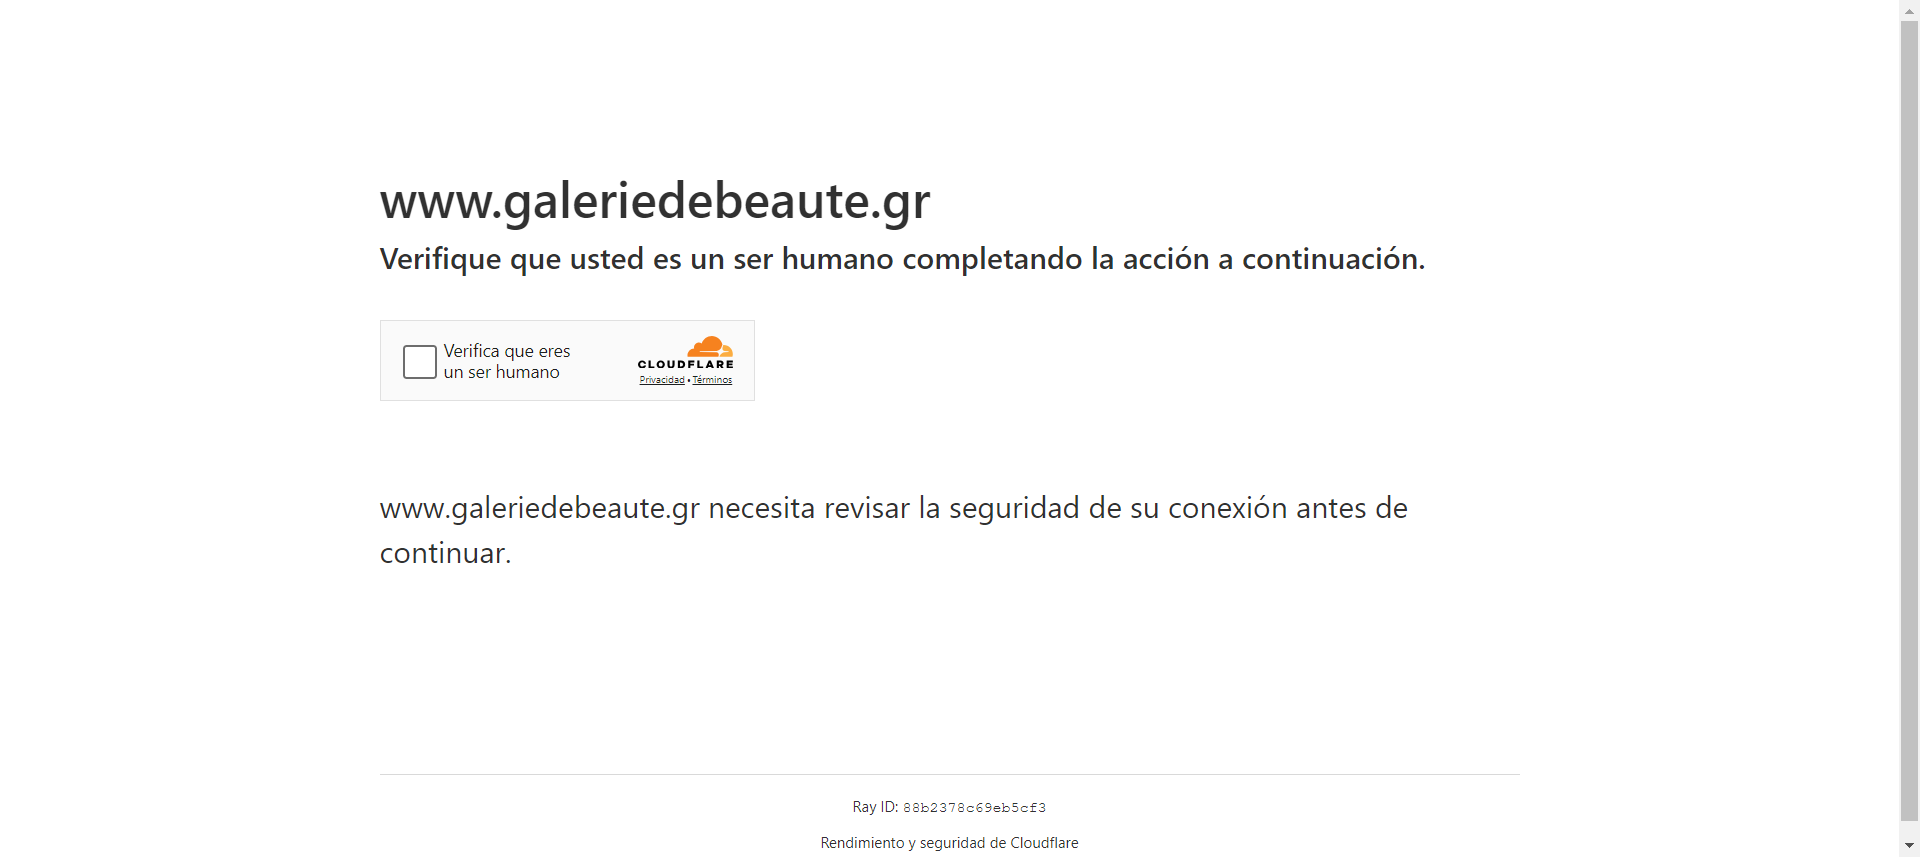 www.galeriedebeaute.gr
Verifique que usted es un ser humano completando la acción a continuación.
Verifica que eres
un ser humano
CLOUDFLARE
Privacidad • Términos
www.galeriedebeaute.gr necesita revisar la seguridad de su conexión antes de
continuar.
Ray ID: 88b2378c69eb5cf3
Rendimiento y seguridad de Cloudflare